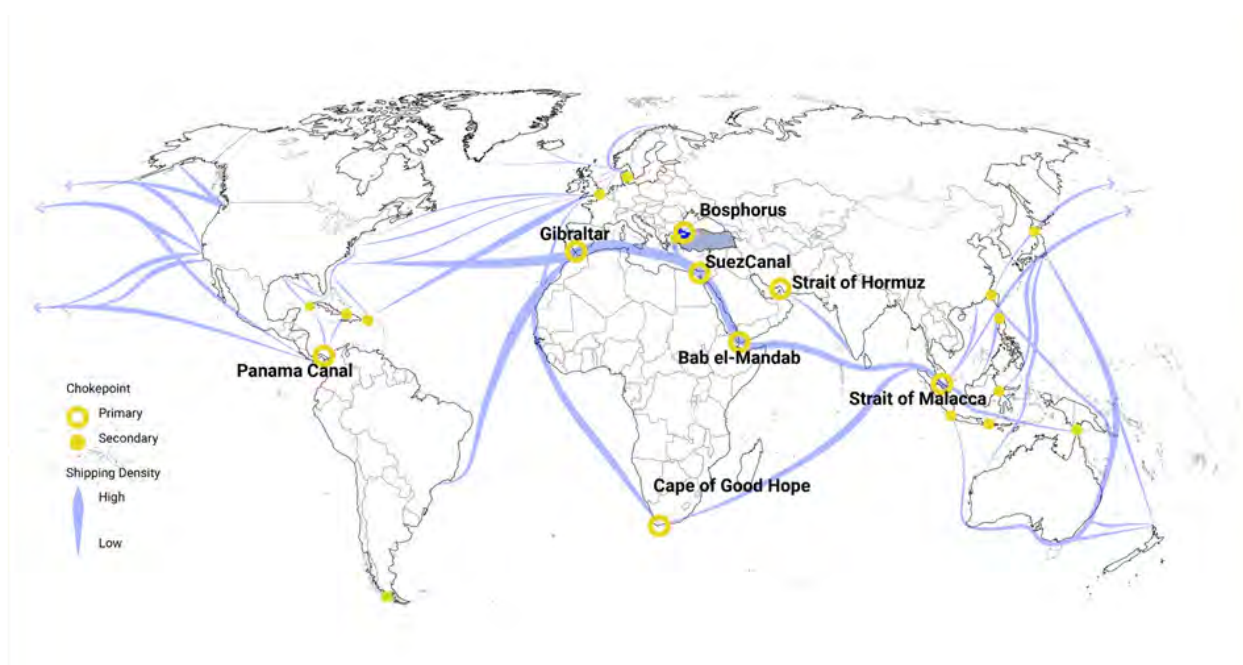 Bosphorus
Gibraltar
SuezCanal
Strait of Hormuz
Bab el-Mandab
Panama Canal
Strait of Malacca
Cape of Good Hope
Chokepoint
Primary
Secondary
Shipping Density
High
Low